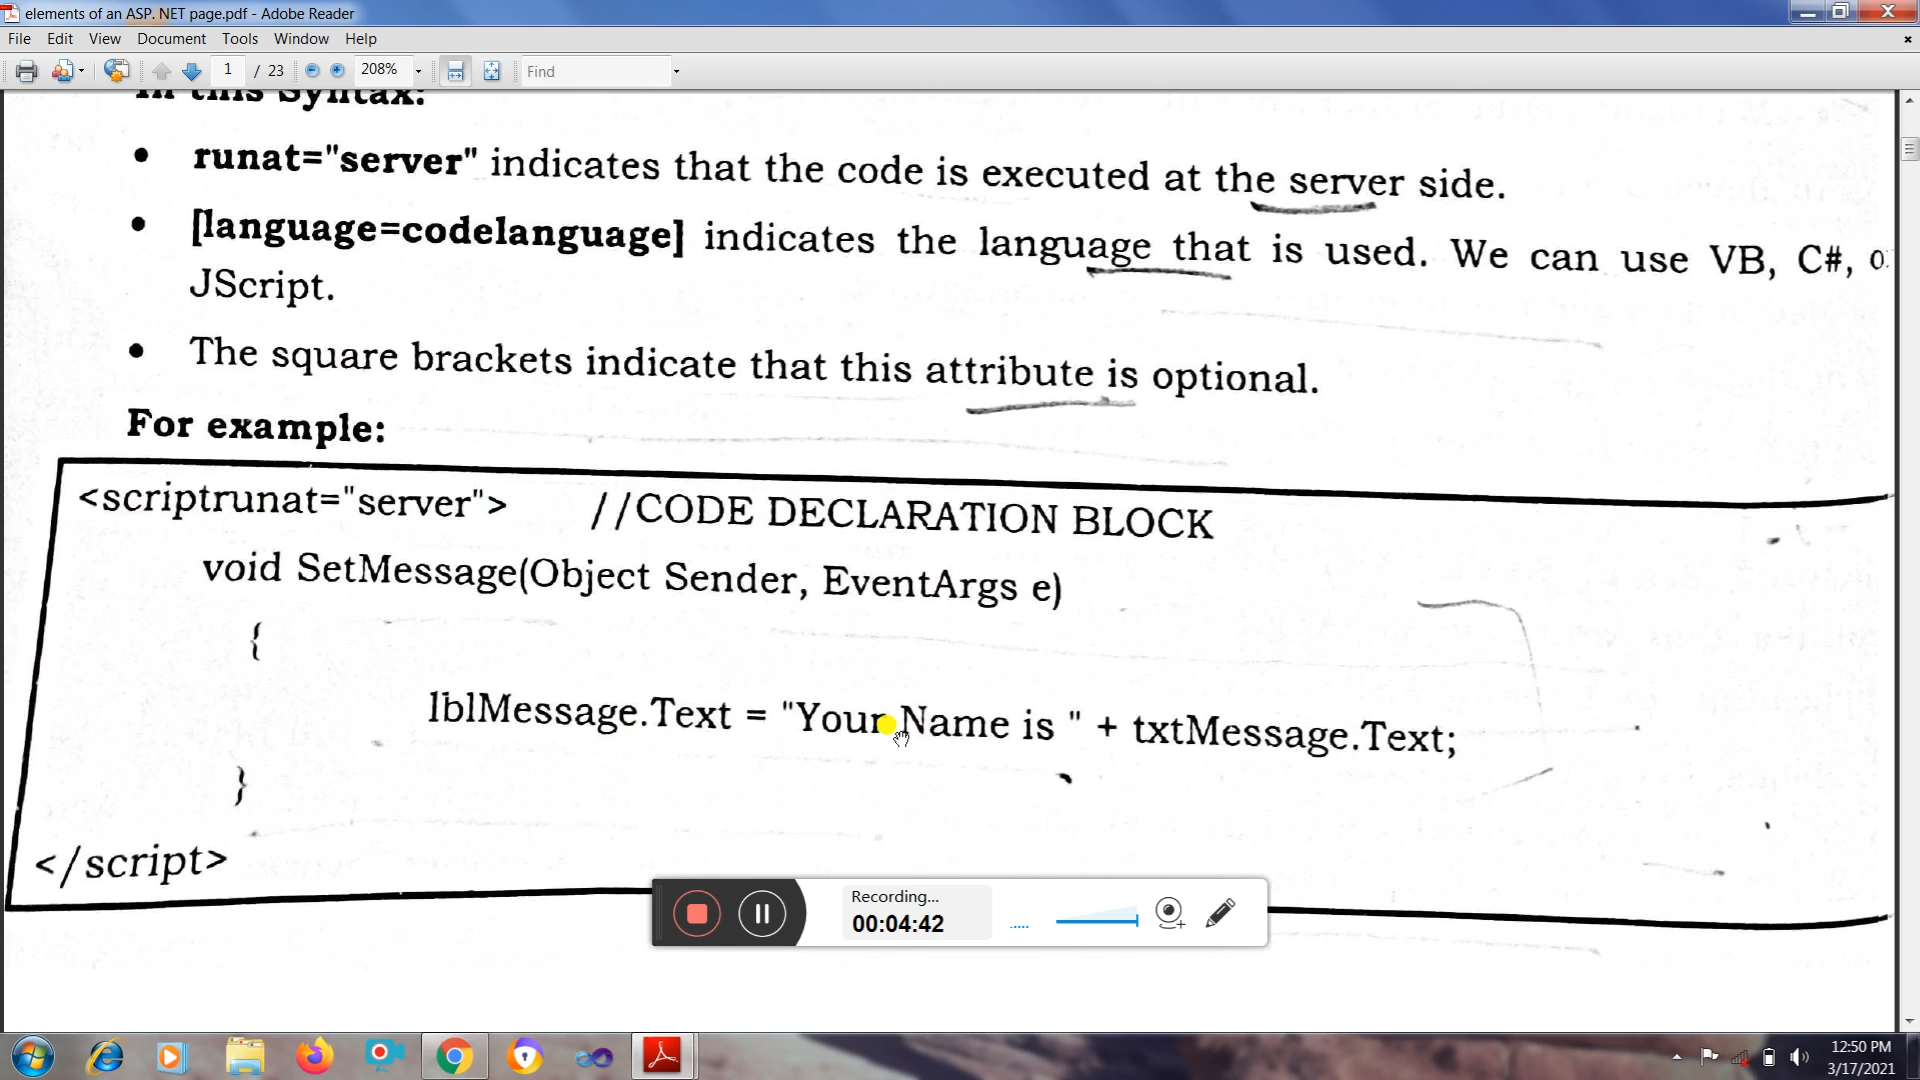 elements of an ASP. NET page.pdf - Adobe Reader
File Edit View Document Tools Window Help
1 / 23 208% Find
In this Syntax:
• runat="server" indicates that the code is executed at the server side.
• [language=codelanguage] indicates the language that is used. We can use VB, C#,
JScript.
• The square brackets indicate that this attribute is optional.
For example:
<scriptrunat="server"> //CODE DECLARATION BLOCK
void SetMessage(Object Sender, EventArgs e)
{
lblMessage.Text = "Your Name is " + txtMessage.Text;
}
</script>
Recording...
00:04:42
12:50 PM
3/17/2021